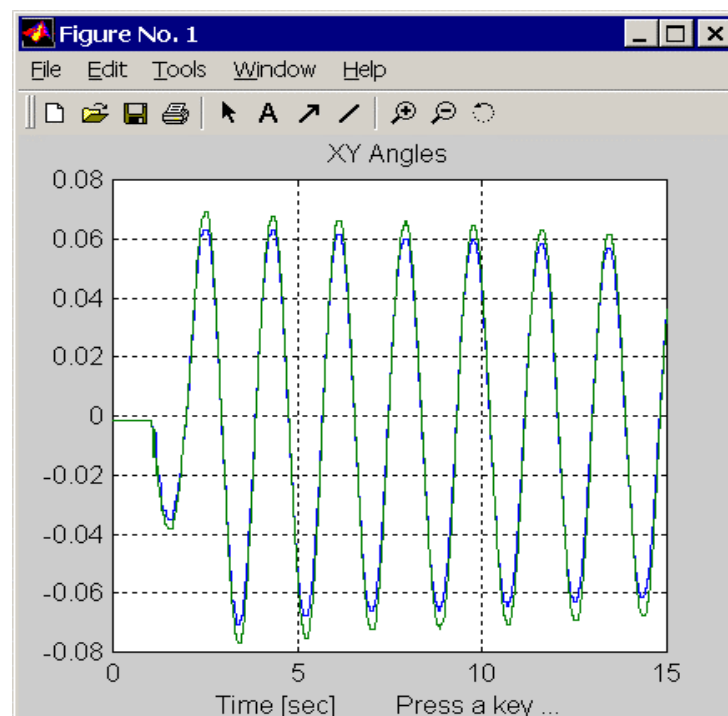 Figure No. 1
File Edit Tools Window Help
A
XY Angles
0.08
0.06
0.04
0.02
0
-0.02
-0.04
-0.06
-0.08
0 5 10 15
Time [sec] Press a key ...